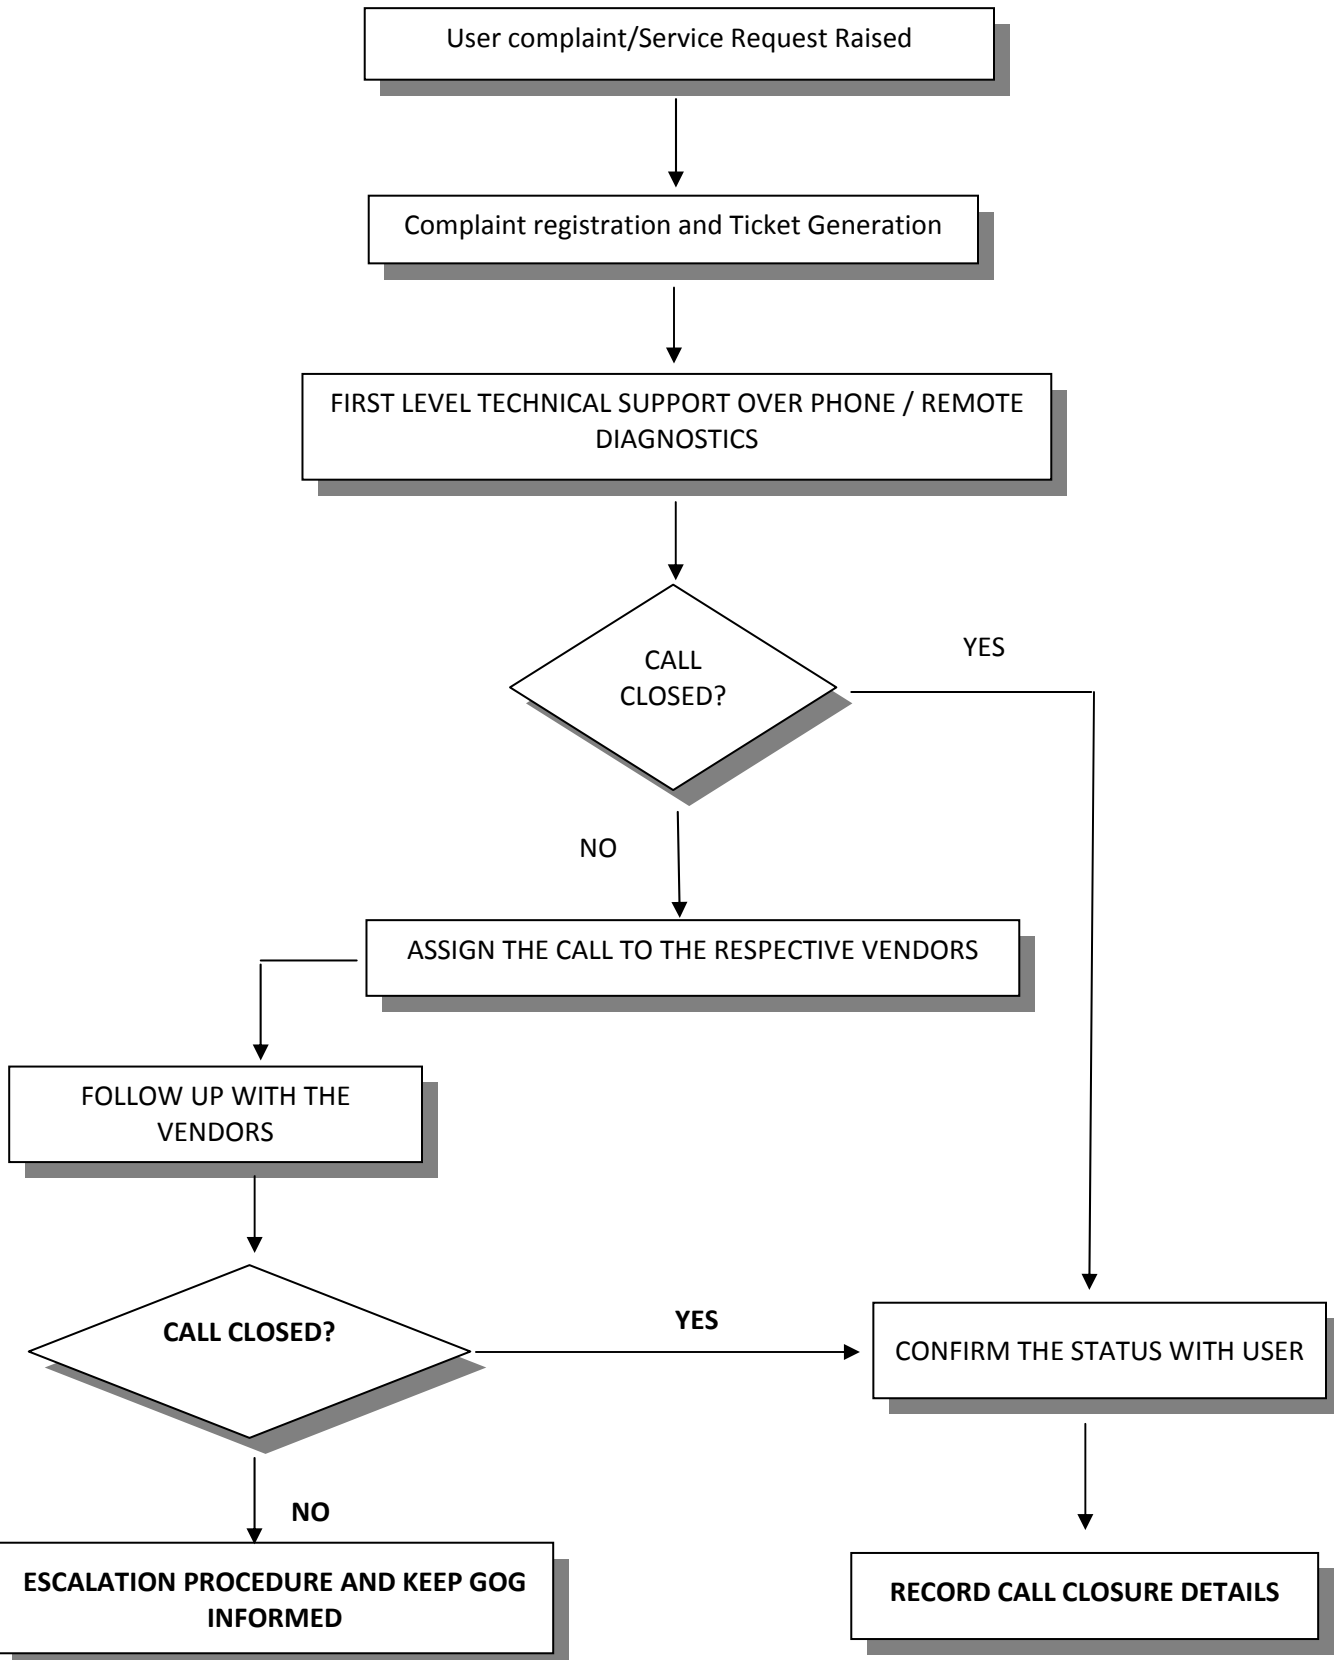 User complaint/Service Request Raised
Complaint registration and Ticket Generation
FIRST LEVEL TECHNICAL SUPPORT OVER PHONE / REMOTE
DIAGNOSTICS
CALL
CLOSED?
YES
NO
ASSIGN THE CALL TO THE RESPECTIVE VENDORS
FOLLOW UP WITH THE
VENDORS
CALL CLOSED?
YES
CONFIRM THE STATUS WITH USER
NO
ESCALATION PROCEDURE AND KEEP GOG
INFORMED
RECORD CALL CLOSURE DETAILS